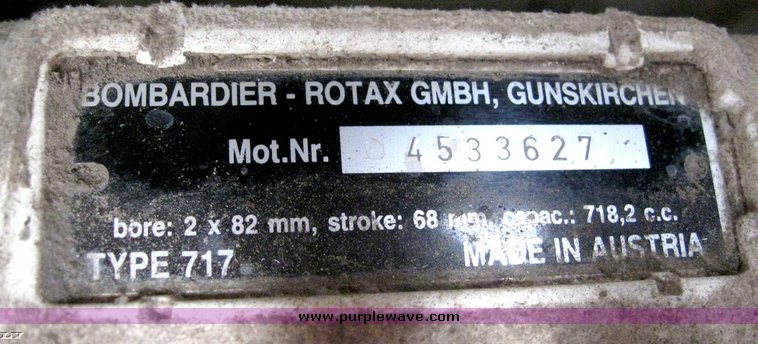 BOMBARDIER - ROTAX GMBH, GUNSKIRCHEN
Mot.Nr. 4533627
bore: 2 x 82 mm, stroke: 68 mm, capac.: 718,2 c.c.
TYPE 717 MADE IN AUSTRIA
www.purplewave.com